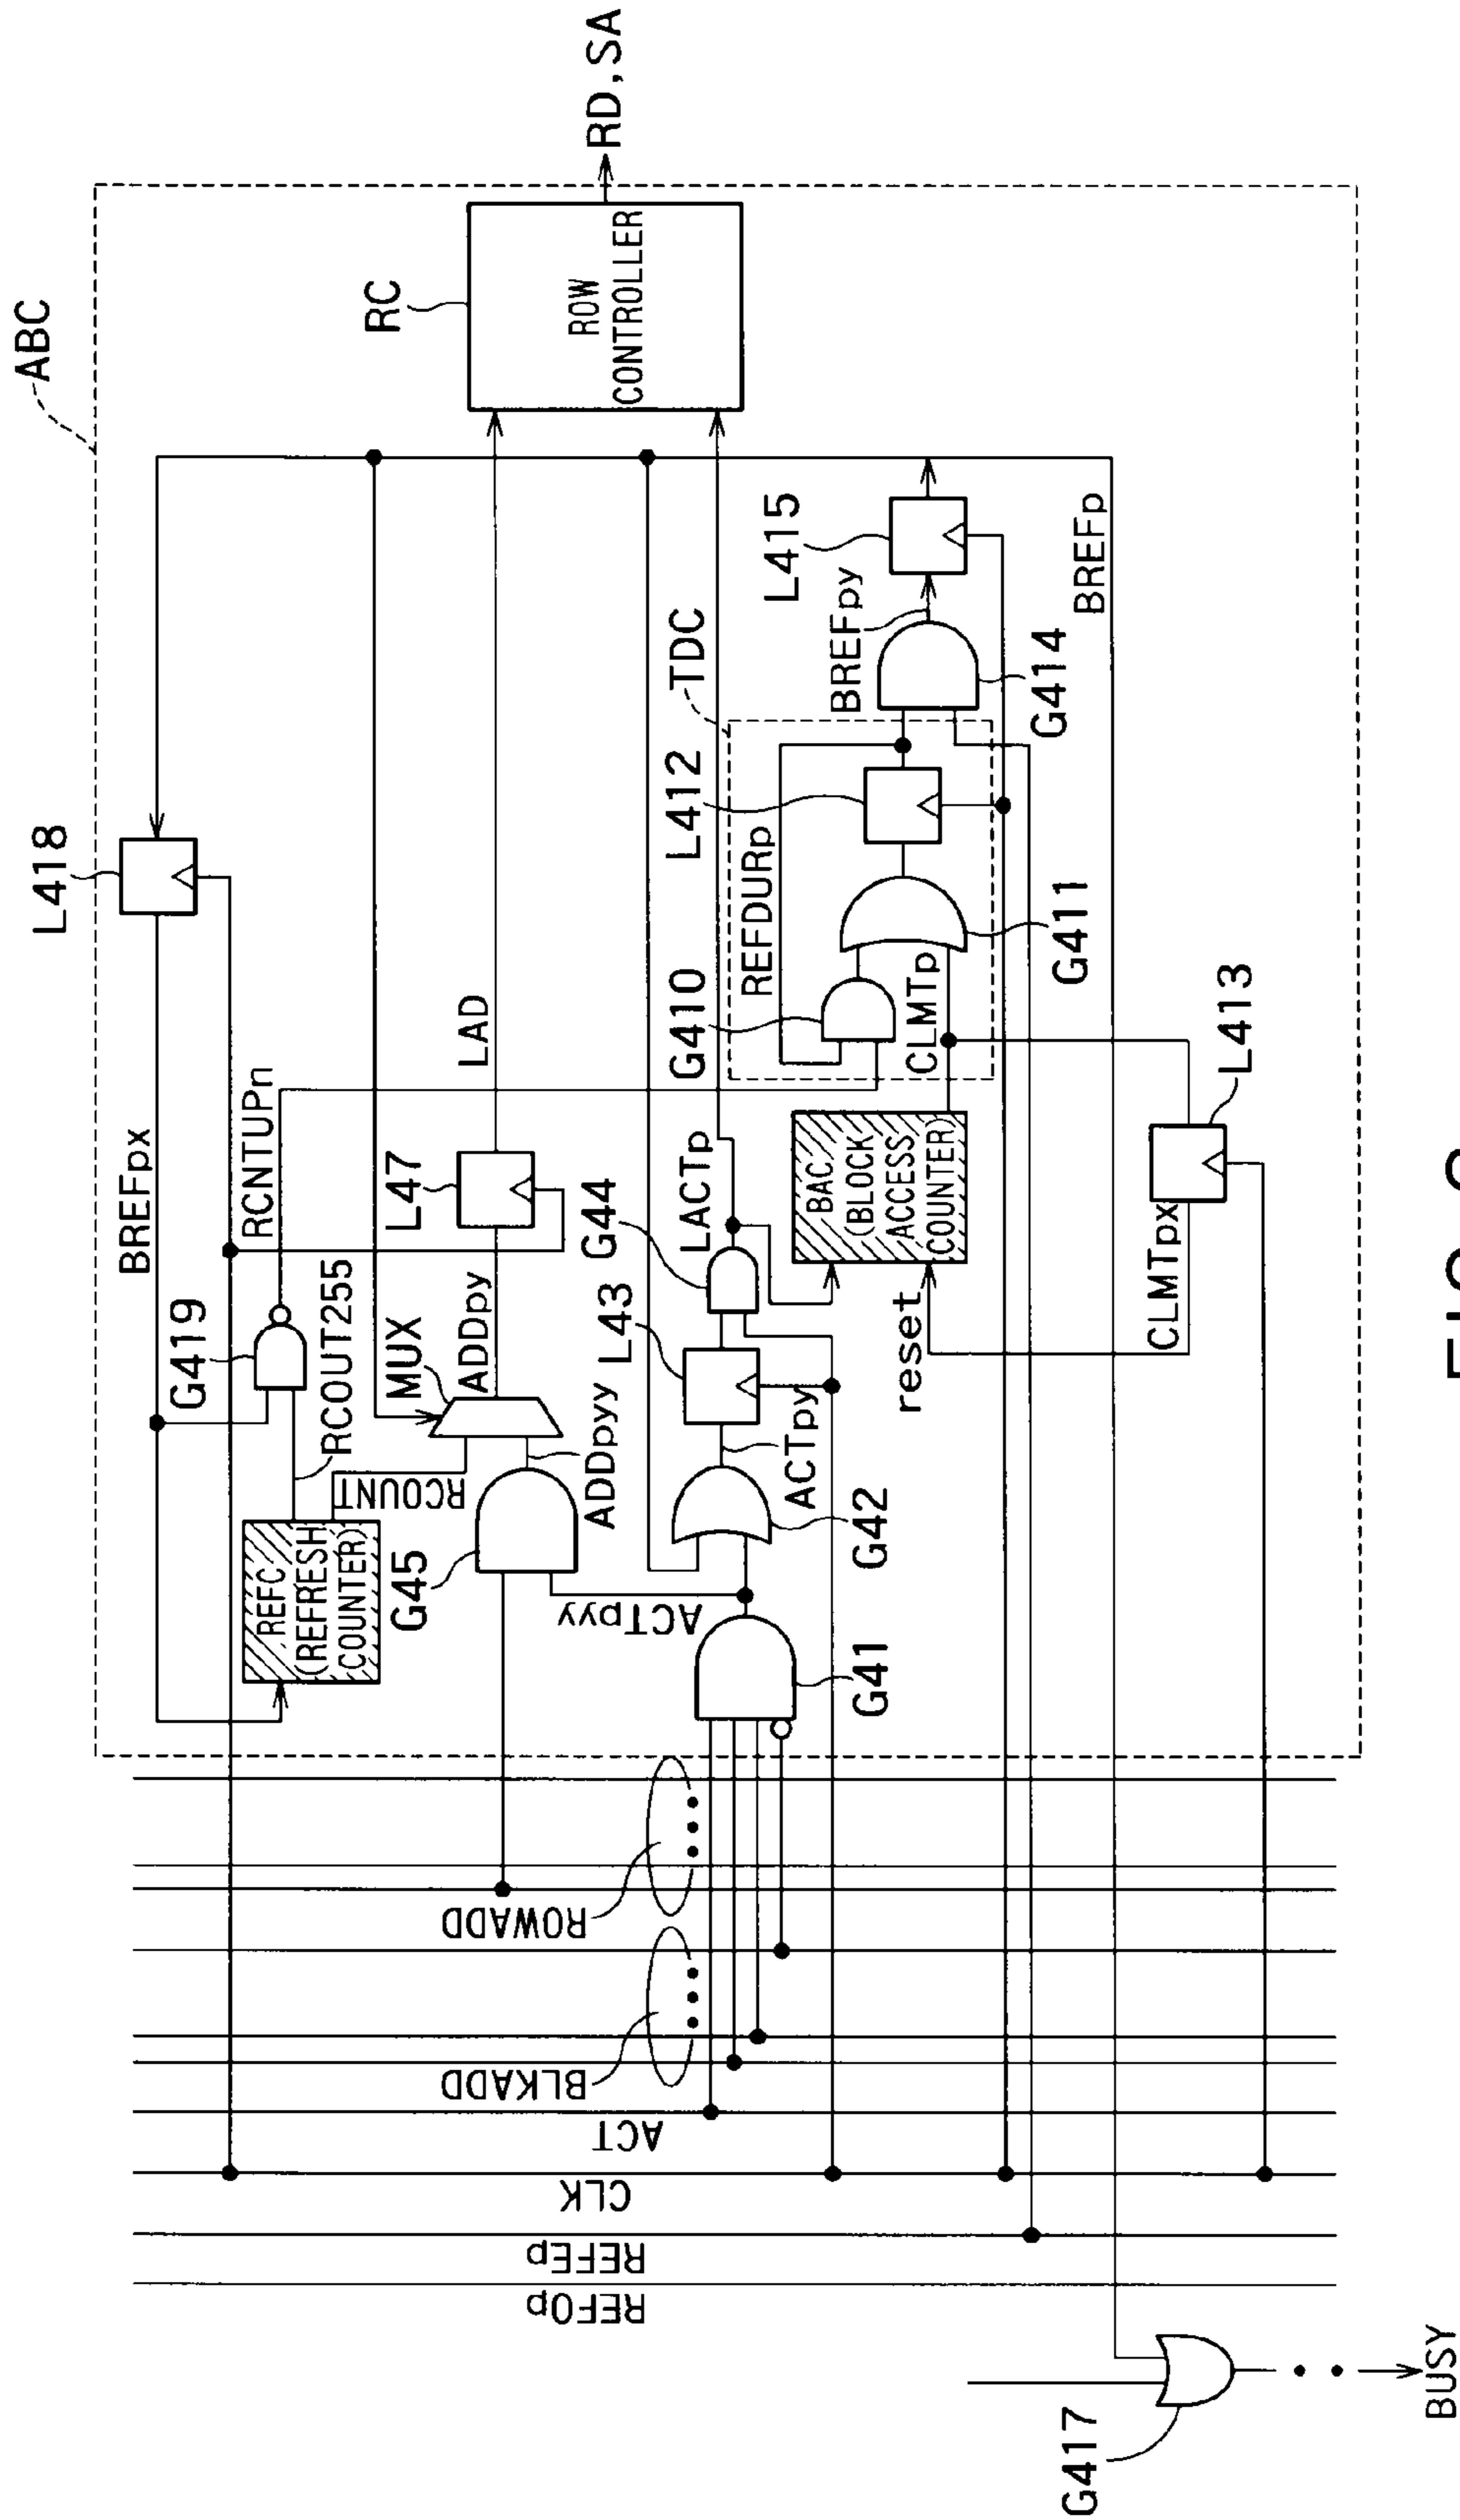 ABC
L418
BREFpx
RCNTUPn
G419
RCOUT255
REFC
(REFRESH
COUNTER)
RCOUNT
G45
MUX
ADDpy
ADDpyy
L47
LAD
RC
ROW
CONTROLLER
RD,SA
L43
G44
LACTp
ACTpy
G42
ACTpyy
G41
BAC
(BLOCK
ACCESS
COUNTER)
reset
CLMTpx
L413
G410
REFDURp
CLMTp
G411
L412
TDC
BREFpy
L415
G414
BREFp
ROWADD
BLKADD
ACT
CLK
REFEp
REFOp
G417
BUSY